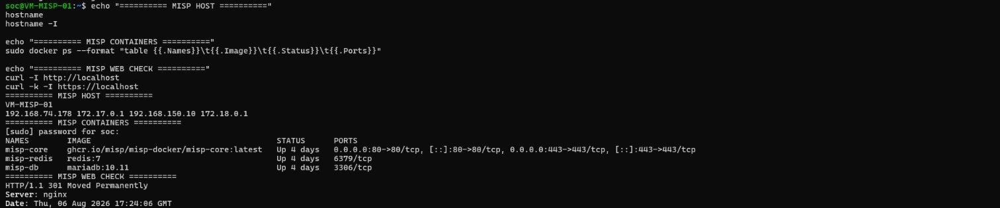 soc@VM-MISP-01:~$ echo "========== MISP HOST =========="
hostname
hostname -I
echo "========== MISP CONTAINERS =========="
sudo docker ps --format "table {{.Names}}\t{{.Image}}\t{{.Status}}\t{{.Ports}}"
echo "========== MISP WEB CHECK =========="
curl -I http://localhost
curl -k -I https://localhost
========== MISP HOST ==========
VM-MISP-01
192.168.74.178 172.17.0.1 192.168.150.10 172.18.0.1
========== MISP CONTAINERS ==========
[sudo] password for soc:
NAMES IMAGE STATUS PORTS
misp-core ghcr.io/misp/misp-docker/misp-core:latest Up 4 days 0.0.0.0:80->80/tcp, [::]:80->80/tcp, 0.0.0.0:443->443/tcp, [::]:443->443/tcp
misp-redis redis:7 Up 4 days 6379/tcp
misp-db mariadb:10.11 Up 4 days 3306/tcp
========== MISP WEB CHECK ==========
HTTP/1.1 301 Moved Permanently
Server: nginx
Date: Thu, 06 Aug 2026 17:24:06 GMT